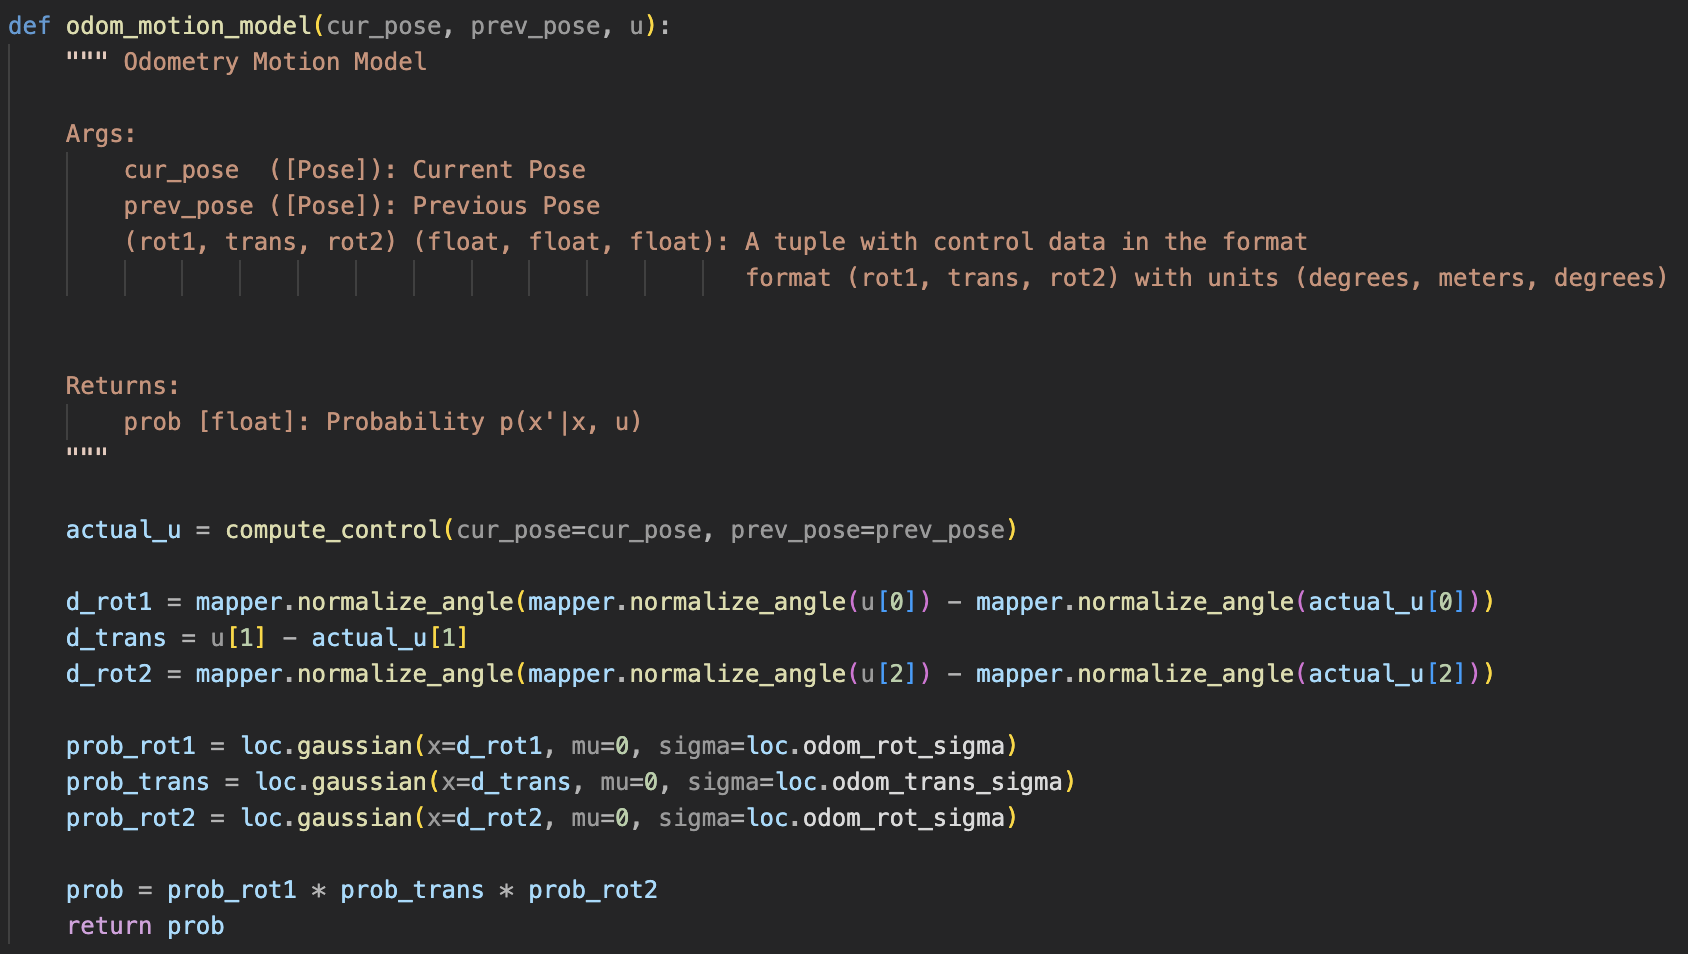 def odom_motion_model(cur_pose, prev_pose, u):
    """ Odometry Motion Model

    Args:
        cur_pose  ([Pose]): Current Pose
        prev_pose ([Pose]): Previous Pose
        (rot1, trans, rot2) (float, float, float): A tuple with control data in the format
                                                   format (rot1, trans, rot2) with units (degrees, meters, degrees)


    Returns:
        prob [float]: Probability p(x'|x, u)
    """

    actual_u = compute_control(cur_pose=cur_pose, prev_pose=prev_pose)

    d_rot1 = mapper.normalize_angle(mapper.normalize_angle(u[0]) - mapper.normalize_angle(actual_u[0]))
    d_trans = u[1] - actual_u[1]
    d_rot2 = mapper.normalize_angle(mapper.normalize_angle(u[2]) - mapper.normalize_angle(actual_u[2]))

    prob_rot1 = loc.gaussian(x=d_rot1, mu=0, sigma=loc.odom_rot_sigma)
    prob_trans = loc.gaussian(x=d_trans, mu=0, sigma=loc.odom_trans_sigma)
    prob_rot2 = loc.gaussian(x=d_rot2, mu=0, sigma=loc.odom_rot_sigma)

    prob = prob_rot1 * prob_trans * prob_rot2
    return prob